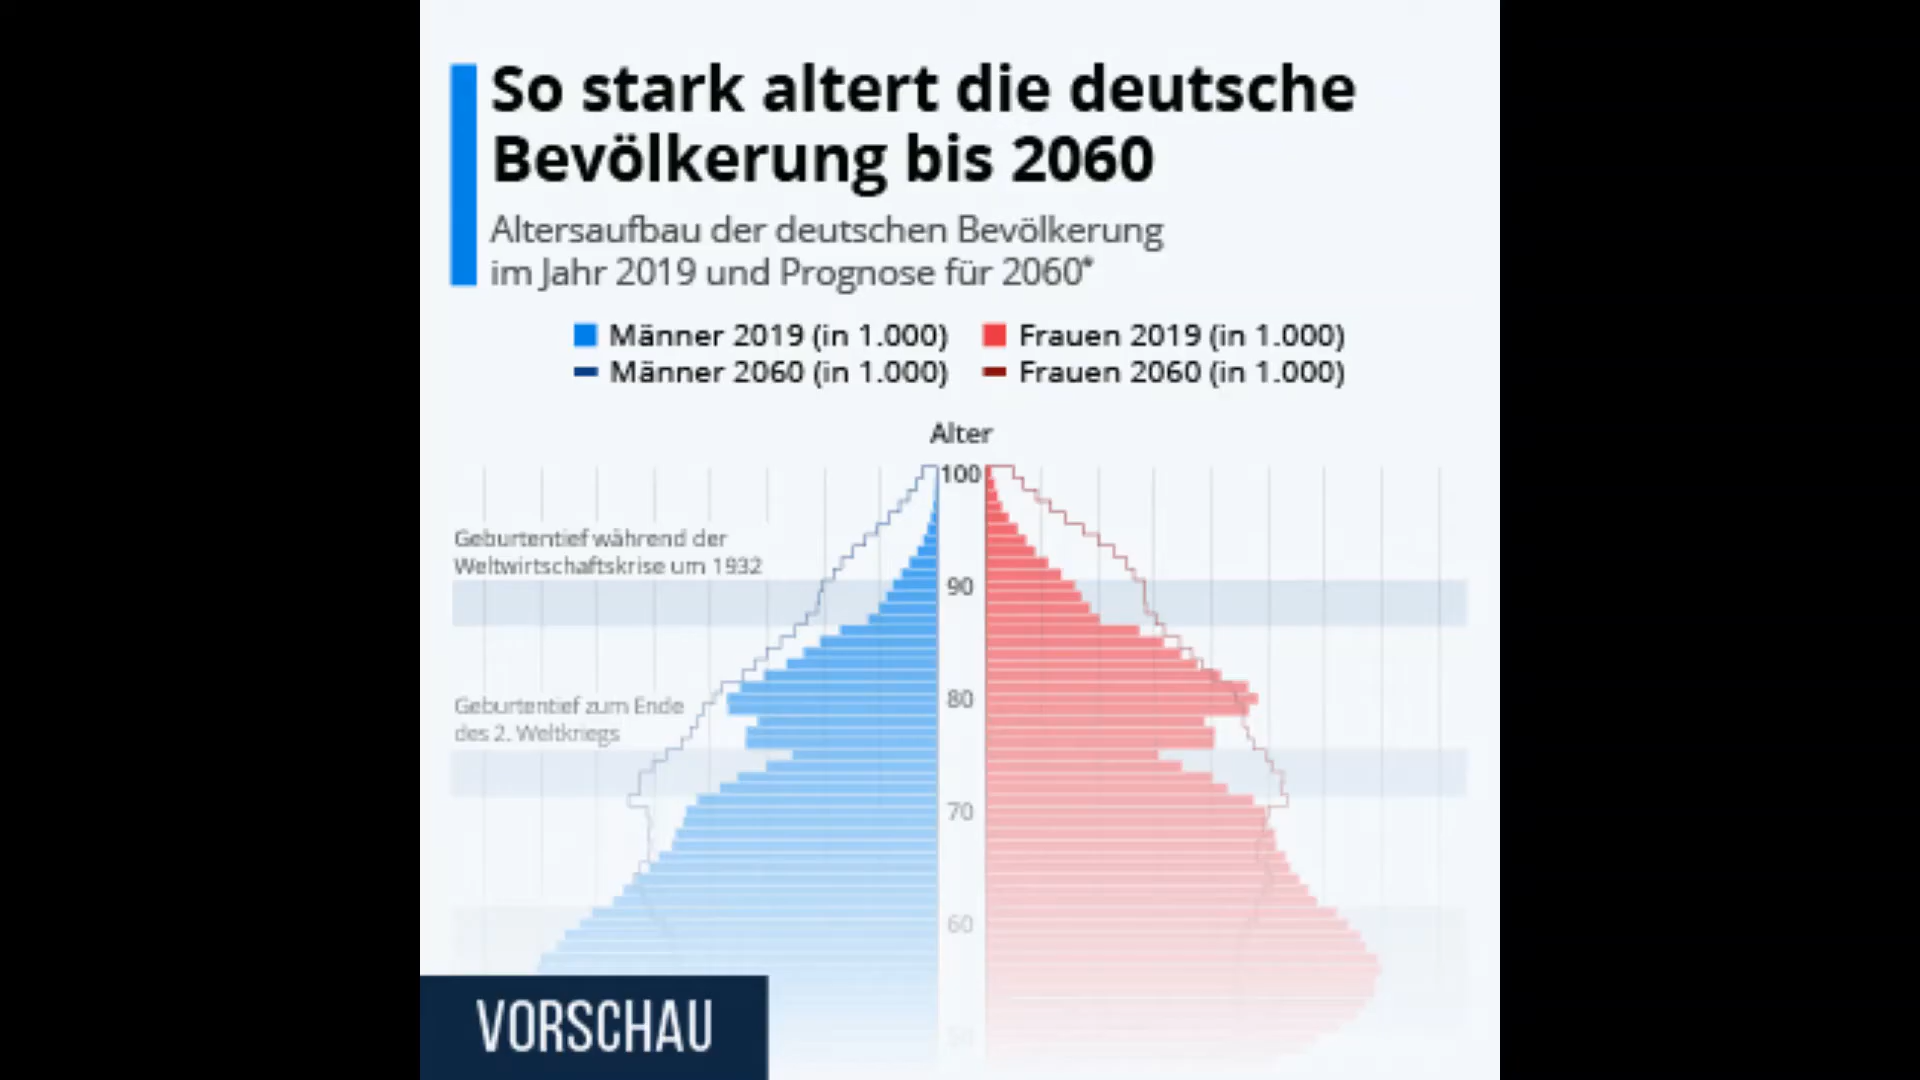 So stark altert die deutsche
Bevölkerung bis 2060
Altersaufbau der deutschen Bevölkerung
im Jahr 2019 und Prognose für 2060*
Männer 2019 (in 1.000)
Frauen 2019 (in 1.000)
Männer 2060 (in 1.000)
Frauen 2060 (in 1.000)
Alter
100
Geburtentief während der
Weltwirtschaftskrise um 1932
90
80
Geburtentief zum Ende
des 2. Weltkriegs
70
60
50
VORSCHAU